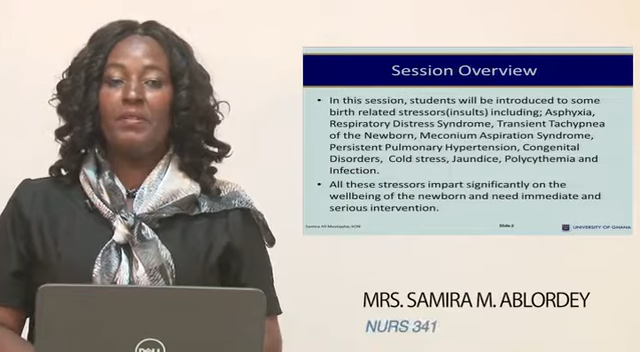 Session Overview
• In this session, students will be introduced to some
birth related stressors(insults) including; Asphyxia,
Respiratory Distress Syndrome, Transient Tachypnea
of the Newborn, Meconium Aspiration Syndrome,
Persistent Pulmonary Hypertension, Congenital
Disorders, Cold stress, Jaundice, Polycythemia and
Infection.
• All these stressors impart significantly on the
wellbeing of the newborn and need immediate and
serious intervention.
Slide 2
UNIVERSITY OF GHANA
MRS. SAMIRA M. ABLORDEY
NURS 341
DELL